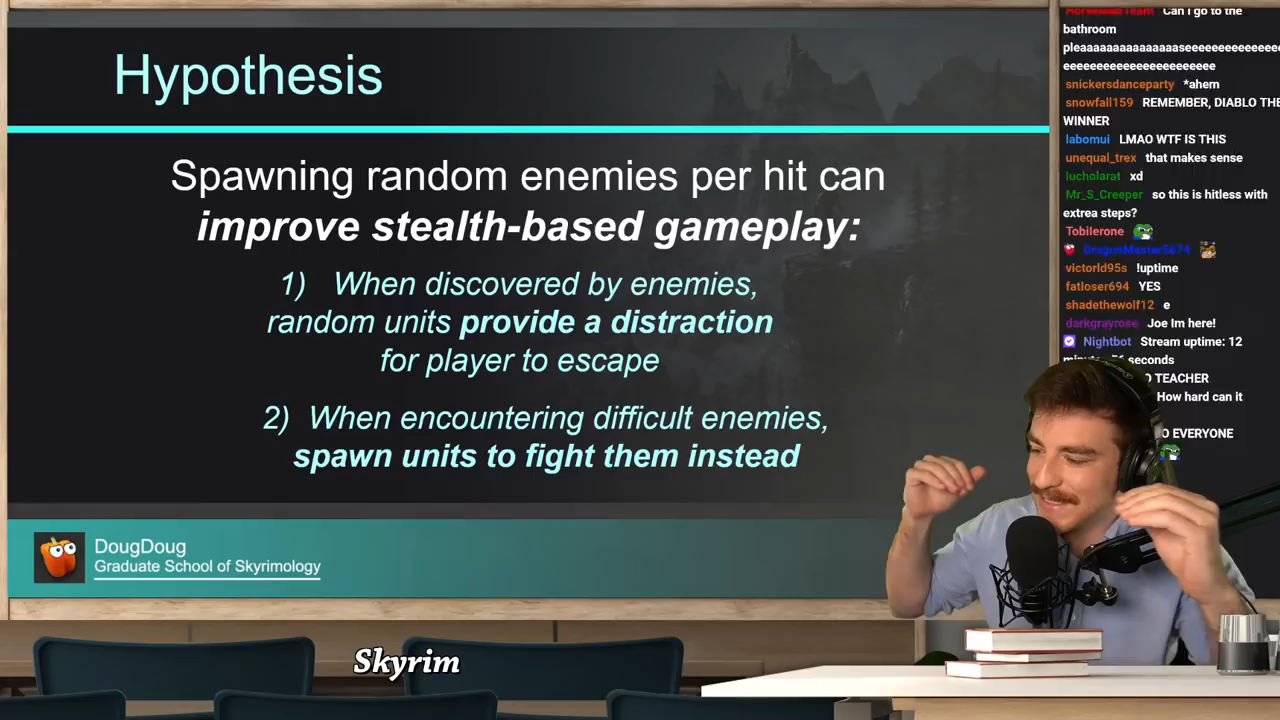 Hypothesis
Spawning random enemies per hit can
improve stealth-based gameplay:
1) When discovered by enemies,
random units provide a distraction
for player to escape
2) When encountering difficult enemies,
spawn units to fight them instead
DougDoug
Graduate School of Skyrimology
Skyrim
Can I go to the
bathroom
pleaaaaaaaaaaaaaaseeeeeeeeeeeeee
eeeeeeeeeeeeeeeeeeeeee
snickersdanceparty *ahem
snowfall159 REMEMBER, DIABLO THE
WINNER
labomui LMAO WTF IS THIS
unequal_trex that makes sense
lucholarat xd
Mr_S_Creeper so this is hitless with
extrea steps?
Tobilerone
DragunMaster5674
victorld95s !uptime
fatloser694 YES
shadethewolf12 e
darkgrayrose Joe Im here!
Nightbot Stream uptime: 12
seconds
TEACHER
How hard can it
EVERYONE